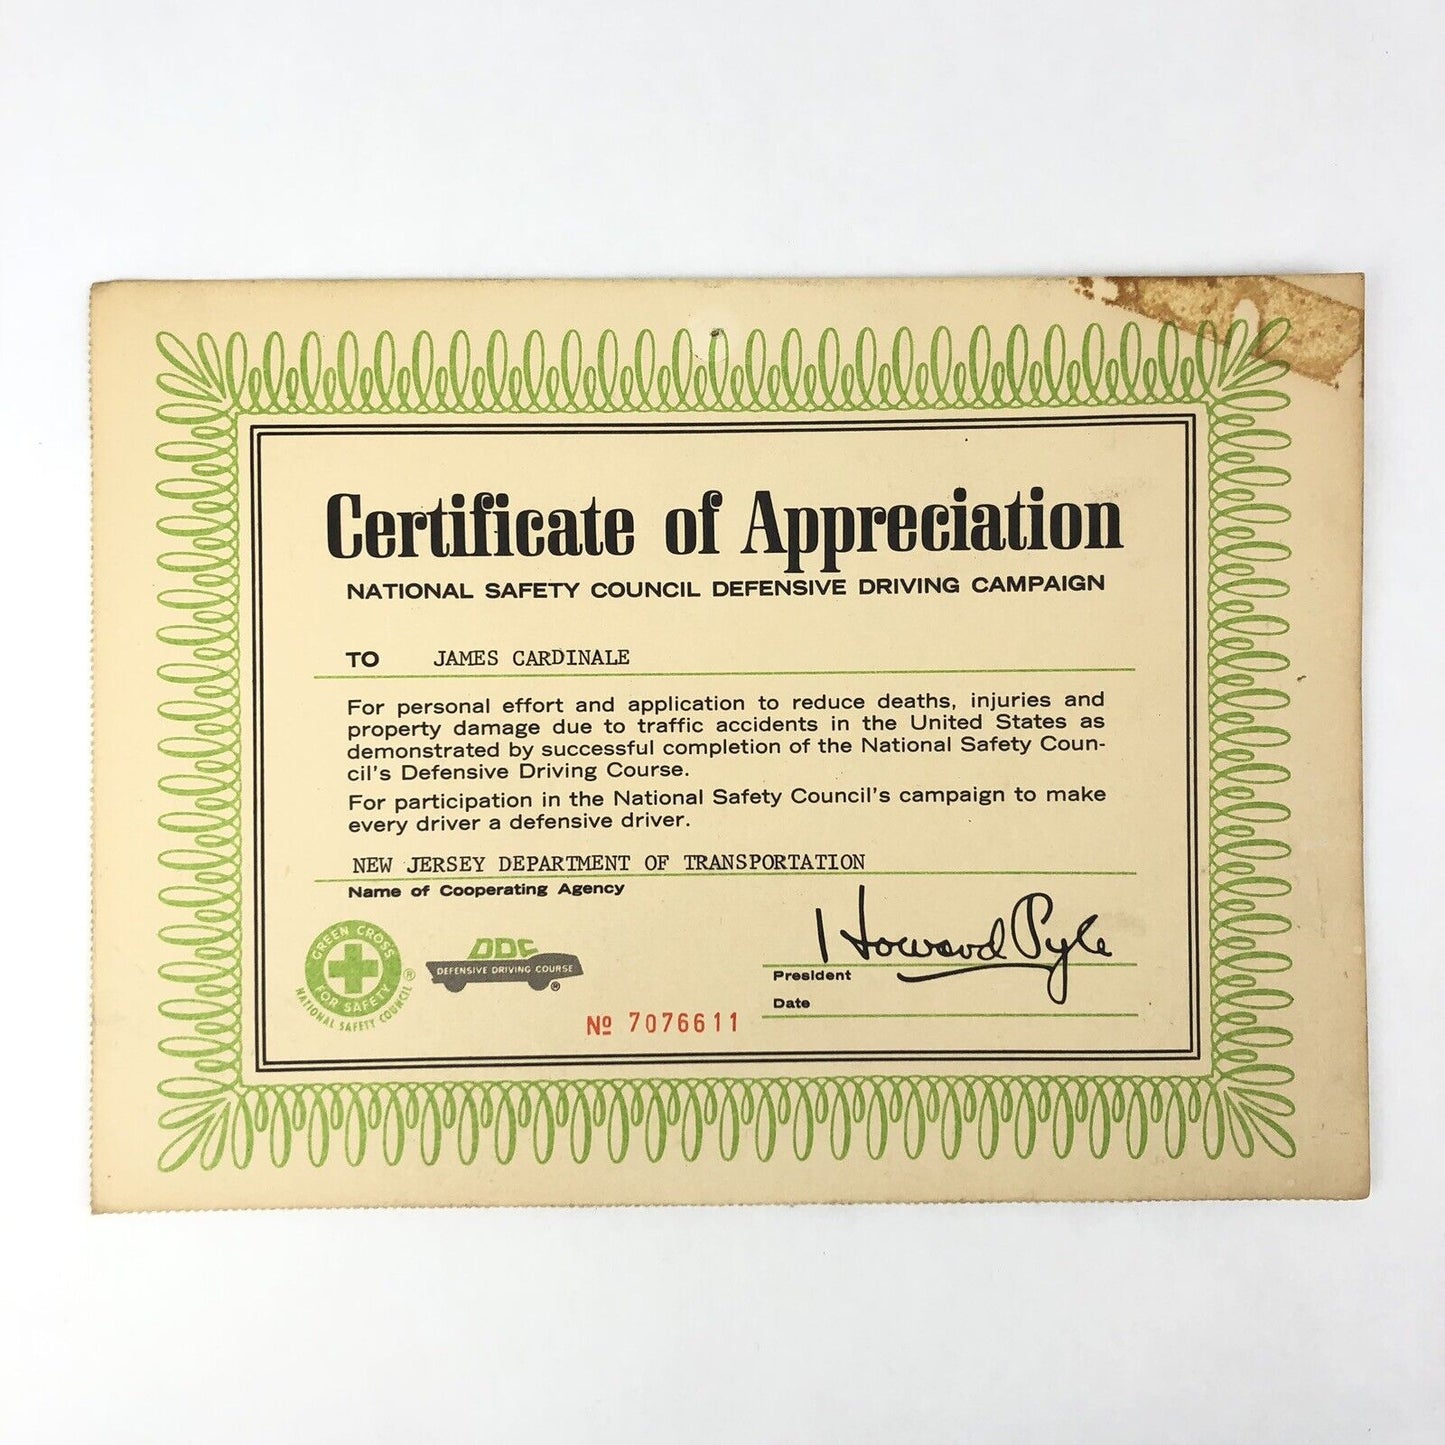 Certificate of Appreciation
NATIONAL SAFETY COUNCIL DEFENSIVE DRIVING CAMPAIGN
TO JAMES CARDINALE
For personal effort and application to reduce deaths, injuries and
property damage due to traffic accidents in the United States as
demonstrated by successful completion of the National Safety Coun-
cil's Defensive Driving Course.
For participation in the National Safety Council's campaign to make
every driver a defensive driver.
NEW JERSEY DEPARTMENT OF TRANSPORTATION
Name of Cooperating Agency
GREEN CROSS
FOR SAFETY
NATIONAL SAFETY COUNCIL ®
DDC
DEFENSIVE DRIVING COURSE
®
Howard Pyle
President
Date
Nº 7076611